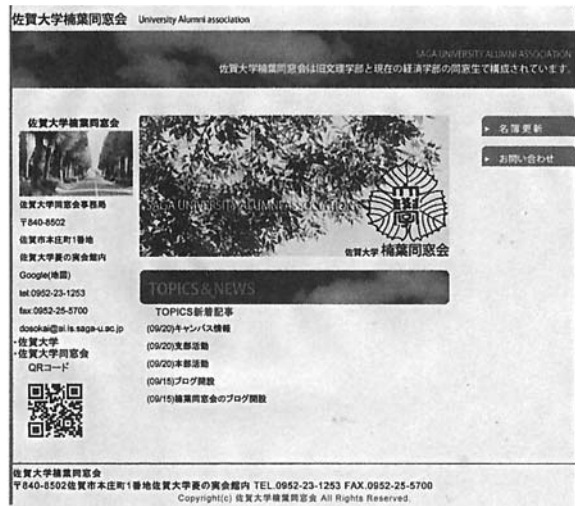 佐賀大学楠葉同窓会 University Alumni association
SAGA UNIVERSITY ALUMNI ASSOCIATION
佐賀大学楠葉同窓会は旧文理学部と現在の経済学部の同窓生で構成されています。
佐賀大学楠葉同窓会
佐賀大学同窓会事務局
〒840-8502
佐賀市本庄町1番地
佐賀大学菱の実会館内
Google(地図)
tel:0952-23-1253
fax:0952-25-5700
dosokai@ai.is.saga-u.ac.jp
・佐賀大学
・佐賀大学同窓会
QRコード
SAGA UNIVERSITY ALUMNI ASSOCIATION
佐賀大学 楠葉同窓会
TOPICS & NEWS
TOPICS新着記事
(09/20)キャンパス情報
(09/20)支部活動
(09/20)本部活動
(09/15)ブログ開設
(09/15)楠葉同窓会のブログ開設
名簿更新
お問い合わせ
佐賀大学楠葉同窓会
〒840-8502佐賀市本庄町1番地佐賀大学菱の実会館内 TEL.0952-23-1253 FAX.0952-25-5700
Copyright(c) 佐賀大学楠葉同窓会 All Rights Reserved.